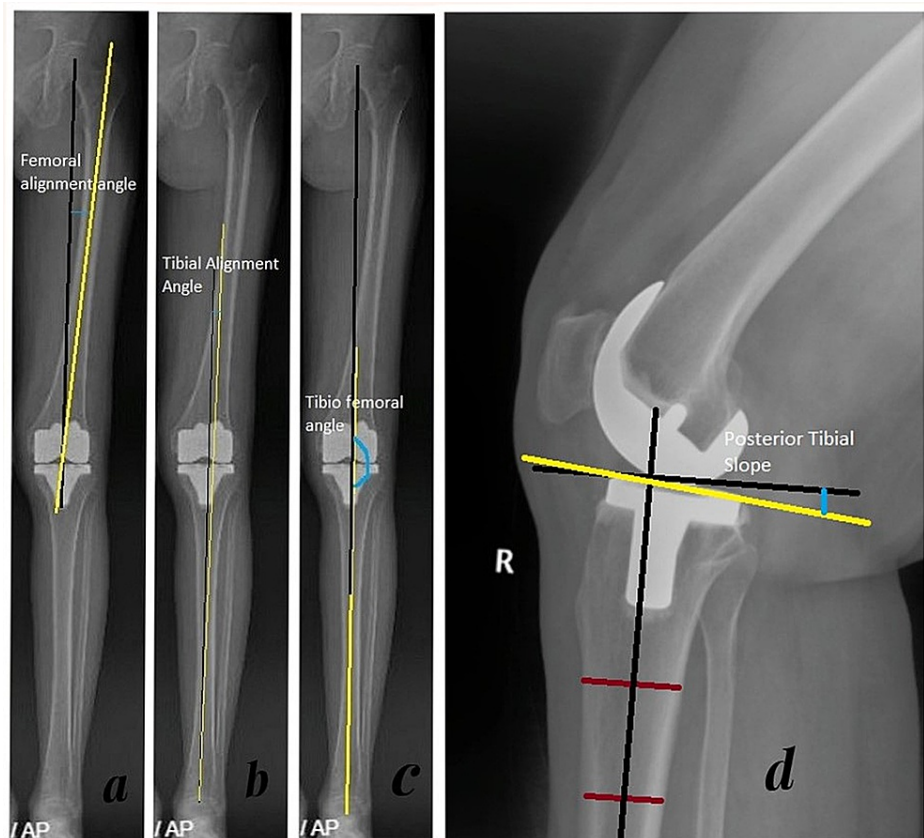 Femoral
alignment angle
a
/ AP
Tibial Alignment
Angle
b
/ AP
Tibio femoral
angle
c
/ AP
Posterior Tibial
Slope
R
d